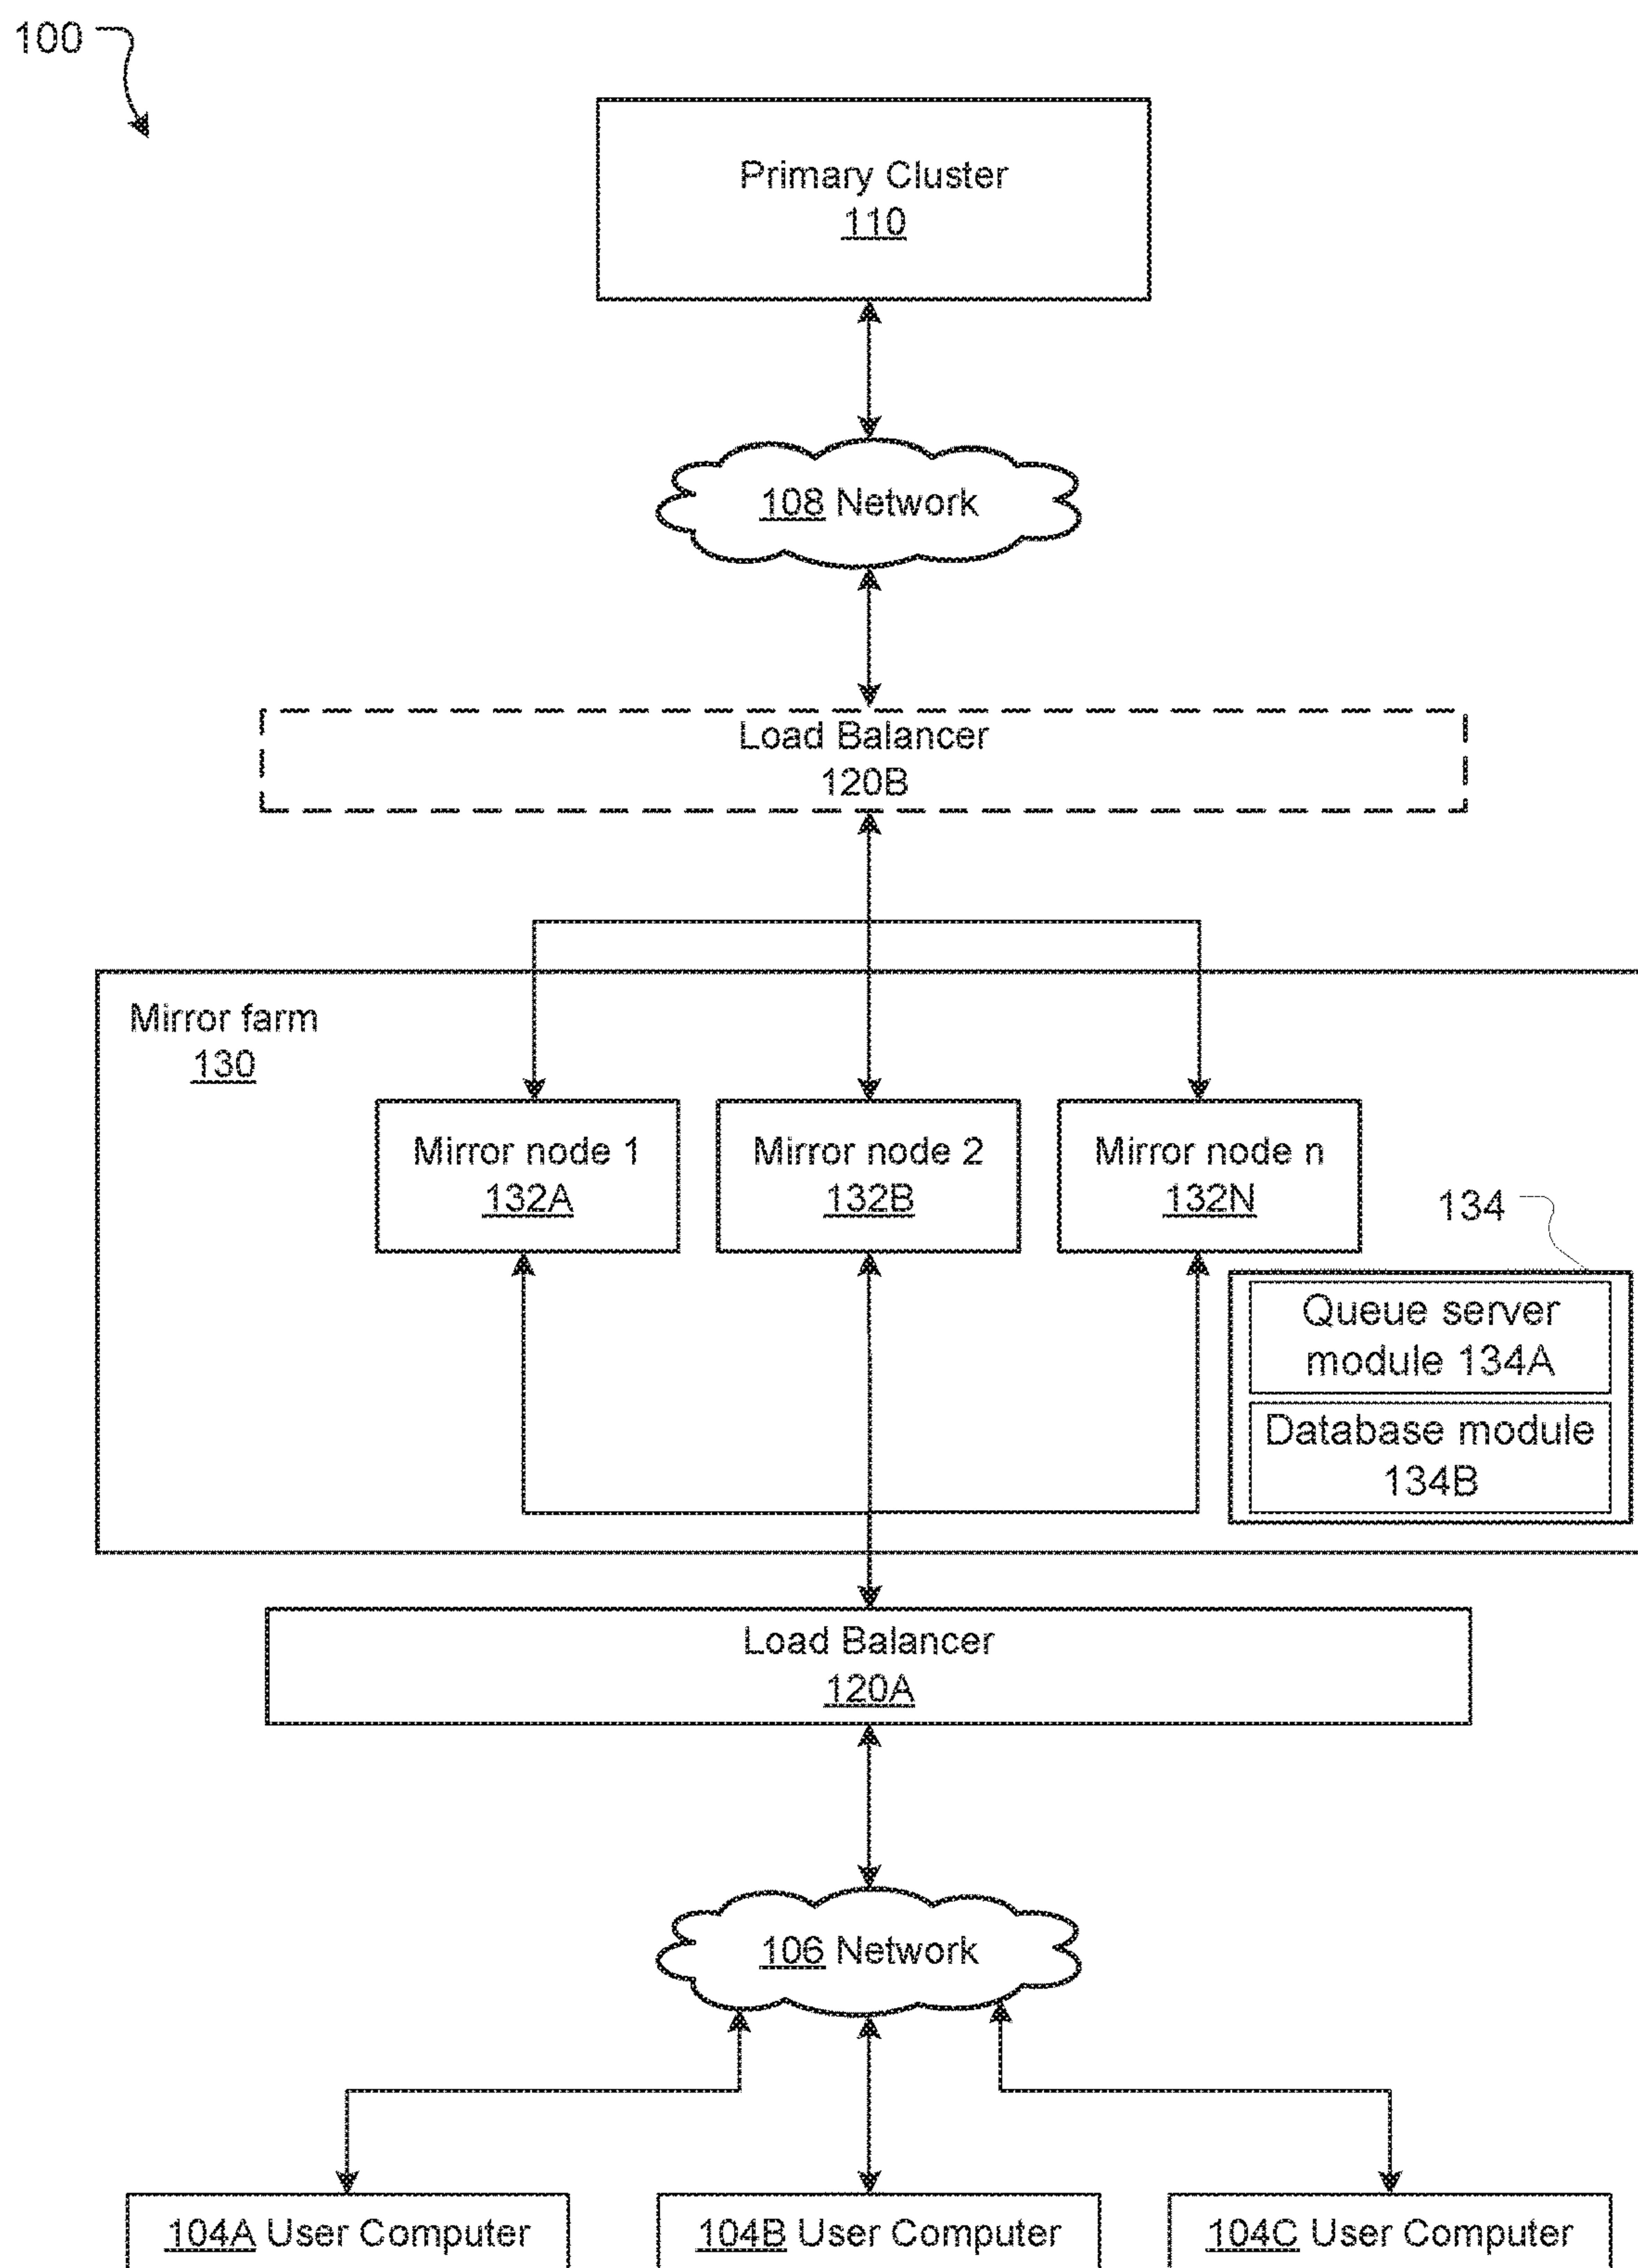 100
Primary Cluster
110
108 Network
Load Balancer
120B
Mirror farm
130
Mirror node 1
132A
Mirror node 2
132B
Mirror node n
132N
134
Queue server
module 134A
Database module
134B
Load Balancer
120A
106 Network
104A User Computer
104B User Computer
104C User Computer